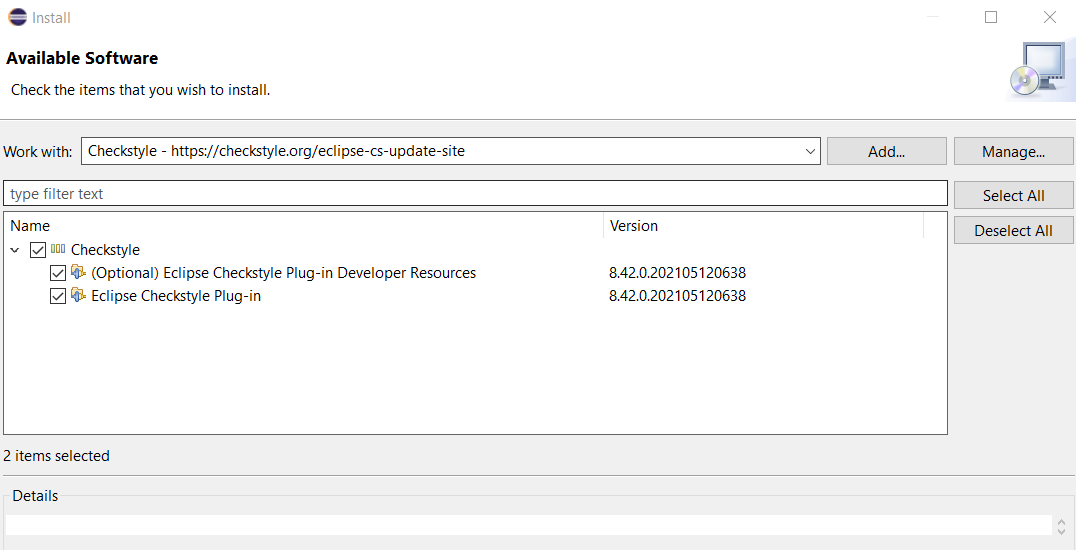 Install
Available Software
Check the items that you wish to install.
Work with: Checkstyle - https://checkstyle.org/eclipse-cs-update-site Add... Manage...
type filter text Select All
Name Version Deselect All
Checkstyle
(Optional) Eclipse Checkstyle Plug-in Developer Resources 8.42.0.202105120638
Eclipse Checkstyle Plug-in 8.42.0.202105120638
2 items selected
Details